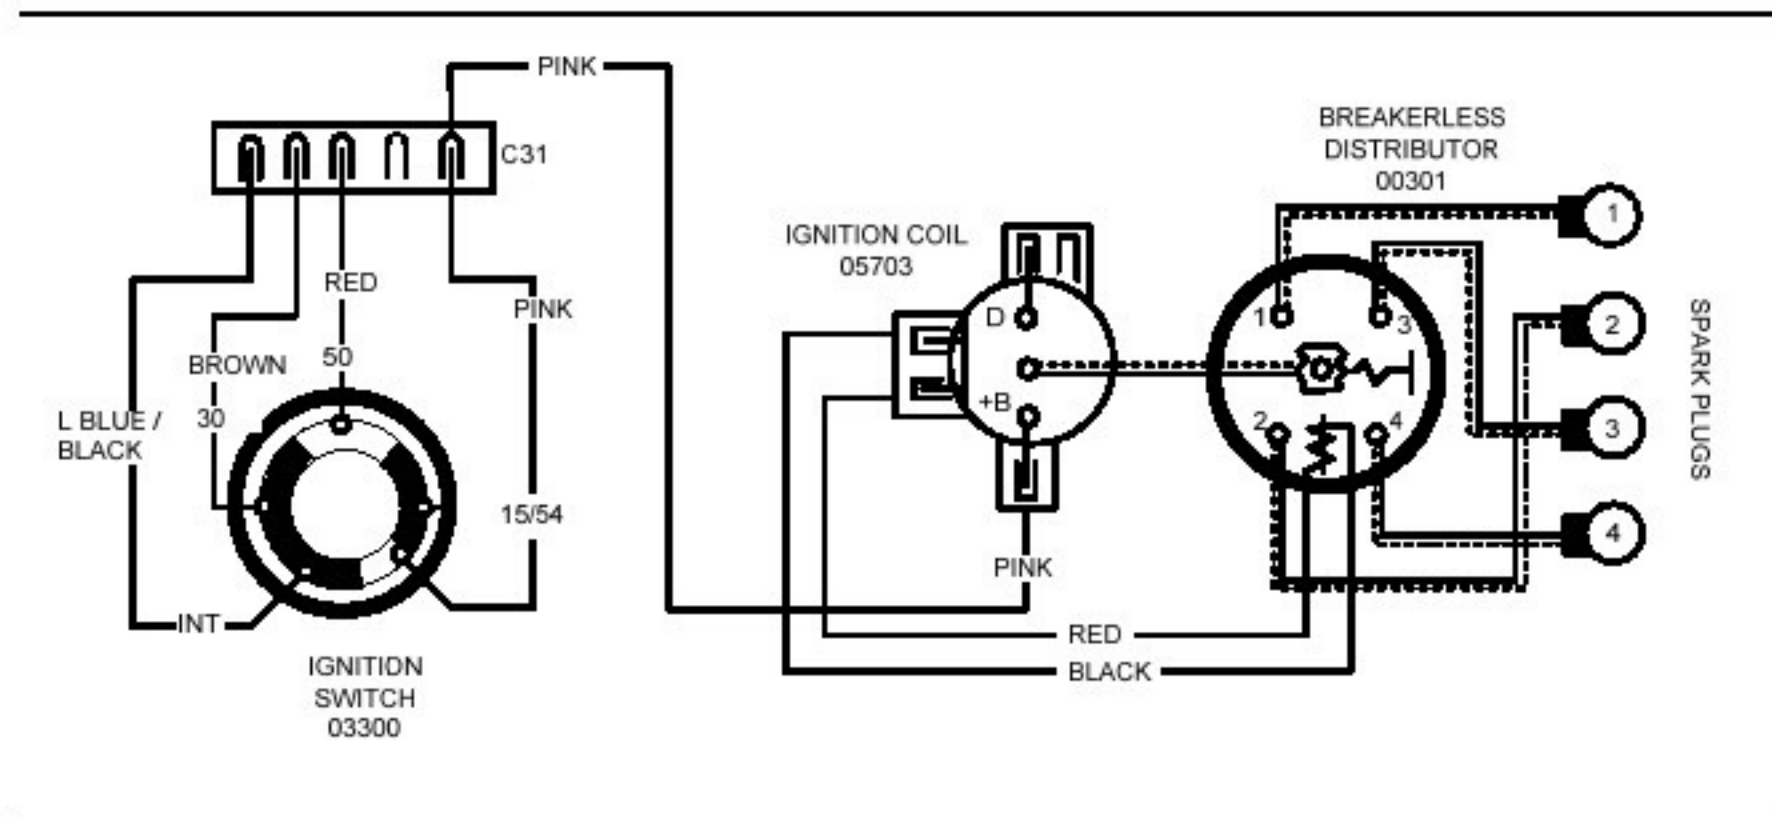 PINK
C31
RED
PINK
BROWN
50
30
L BLUE /
BLACK
15/54
INT
IGNITION
SWITCH
03300
IGNITION COIL
05703
D
+B
PINK
RED
BLACK
BREAKERLESS
DISTRIBUTOR
00301
1
3
2
4
1
2
3
4
SPARK PLUGS